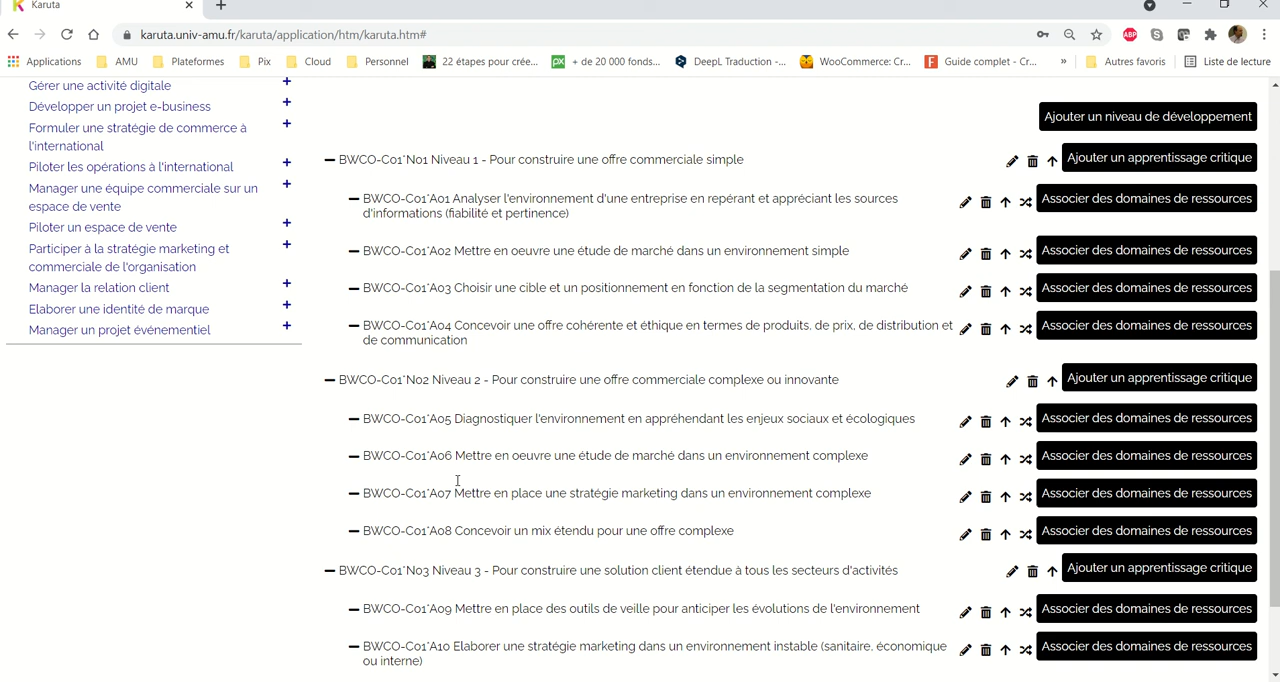 Karuta
karuta.univ-amu.fr/karuta/application/htm/karuta.htm#
Applications AMU Plateformes Pix Cloud Personnel 22 étapes pour crée... + de 20 000 fonds... DeepL Traduction -... WooCommerce: Cr... Guide complet - Cr... » Autres favoris Liste de lecture
Gérer une activité digitale
Développer un projet e-business
Formuler une stratégie de commerce à
l'international
Piloter les opérations à l'international
Manager une équipe commerciale sur un
espace de vente
Piloter un espace de vente
Participer à la stratégie marketing et
commerciale de l'organisation
Manager la relation client
Elaborer une identité de marque
Manager un projet événementiel
Ajouter un niveau de développement
BWCO-C01*N01 Niveau 1 - Pour construire une offre commerciale simple Ajouter un apprentissage critique
BWCO-C01*A01 Analyser l'environnement d'une entreprise en repérant et appréciant les sources
d'informations (fiabilité et pertinence) Associer des domaines de ressources
BWCO-C01*A02 Mettre en oeuvre une étude de marché dans un environnement simple Associer des domaines de ressources
BWCO-C01*A03 Choisir une cible et un positionnement en fonction de la segmentation du marché Associer des domaines de ressources
BWCO-C01*A04 Concevoir une offre cohérente et éthique en termes de produits, de prix, de distribution et
de communication Associer des domaines de ressources
BWCO-C01*N02 Niveau 2 - Pour construire une offre commerciale complexe ou innovante Ajouter un apprentissage critique
BWCO-C01*A05 Diagnostiquer l'environnement en appréhendant les enjeux sociaux et écologiques Associer des domaines de ressources
BWCO-C01*A06 Mettre en oeuvre une étude de marché dans un environnement complexe Associer des domaines de ressources
BWCO-C01*A07 Mettre en place une stratégie marketing dans un environnement complexe Associer des domaines de ressources
BWCO-C01*A08 Concevoir un mix étendu pour une offre complexe Associer des domaines de ressources
BWCO-C01*N03 Niveau 3 - Pour construire une solution client étendue à tous les secteurs d'activités Ajouter un apprentissage critique
BWCO-C01*A09 Mettre en place des outils de veille pour anticiper les évolutions de l'environnement Associer des domaines de ressources
BWCO-C01*A10 Elaborer une stratégie marketing dans un environnement instable (sanitaire, économique
ou interne) Associer des domaines de ressources